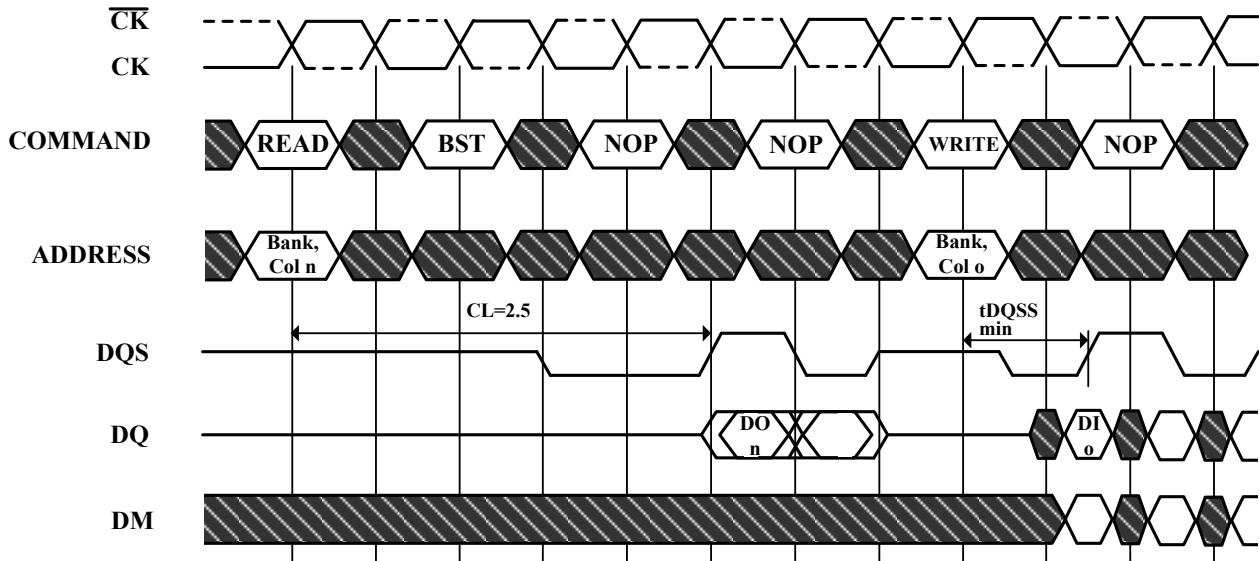 C̅K̅
CK
COMMAND
READ
BST
NOP
NOP
WRITE
NOP
ADDRESS
Bank,
Col n
Bank,
Col o
CL=2.5
tDQSS
min
DQS
DQ
DO
n
DI
o
DM